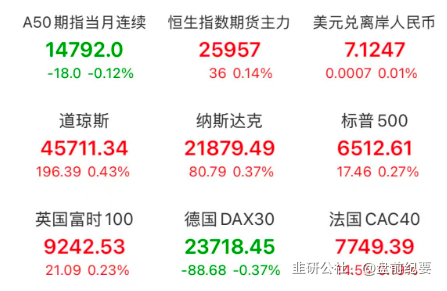 A50期指当月连续 恒生指数期货主力 美元兑离岸人民币
14792.0 25957 7.1247
-18.0 -0.12% 36 0.14% 0.0007 0.01%
道琼斯 纳斯达克 标普500
45711.34 21879.49 6512.61
196.39 0.43% 80.79 0.37% 17.46 0.27%
英国富时100 德国DAX30 法国CAC40
9242.53 23718.45 7749.39
21.09 0.23% -88.68 -0.37%
韭研公社 @盘前纪要